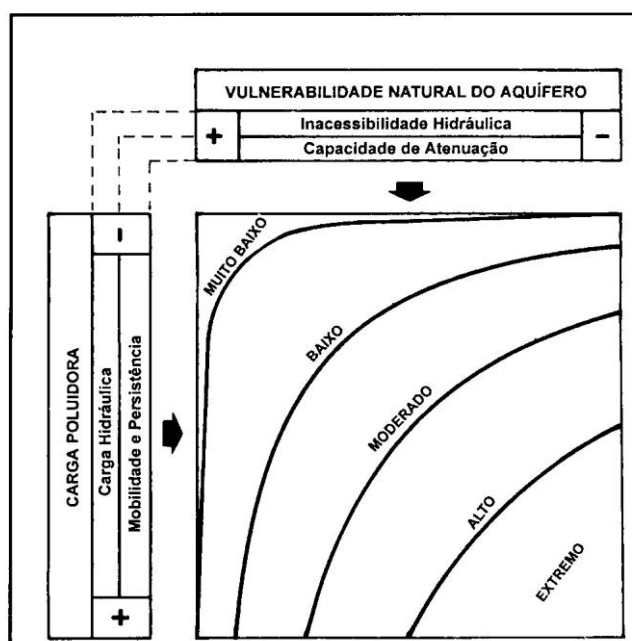 VULNERABILIDADE NATURAL DO AQUÍFERO
+
Inacessibilidade Hidráulica
-
Capacidade de Atenuação
CARGA POLUIDORA
-
Carga Hidráulica
Mobilidade e Persistência
+
MUITO BAIXO
BAIXO
MODERADO
ALTO
EXTREMO